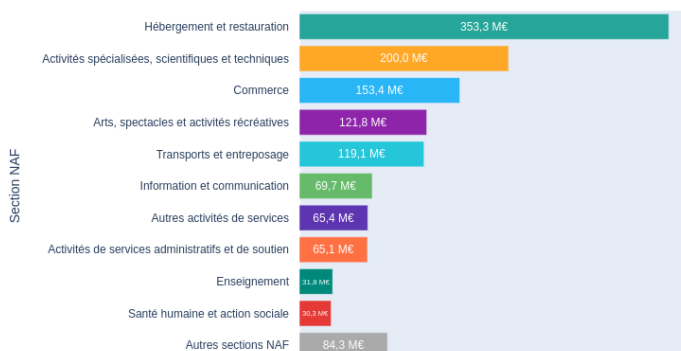 Hébergement et restauration 353,3 M€
Activités spécialisées, scientifiques et techniques 200,0 M€
Commerce 153,4 M€
Arts, spectacles et activités récréatives 121,8 M€
Transports et entreposage 119,1 M€
Information et communication 69,7 M€
Autres activités de services 65,4 M€
Activités de services administratifs et de soutien 65,1 M€
Enseignement 31,8 M€
Santé humaine et action sociale 30,3 M€
Autres sections NAF 84,3 M€
Section NAF